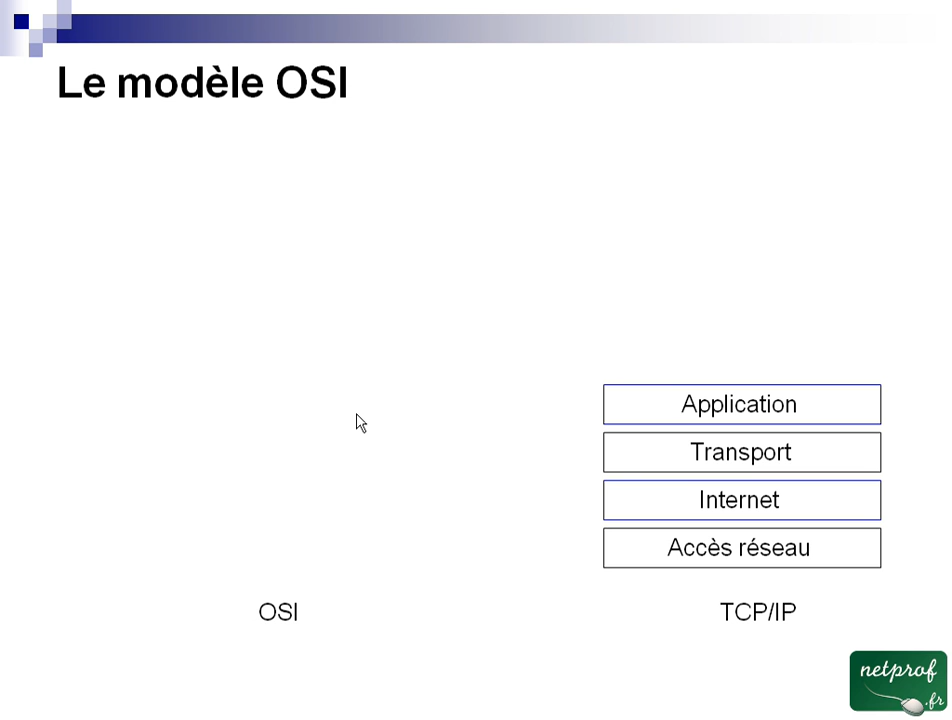 Le modèle OSI
Application
Transport
Internet
Accès réseau
OSI
TCP/IP
netprof
.fr